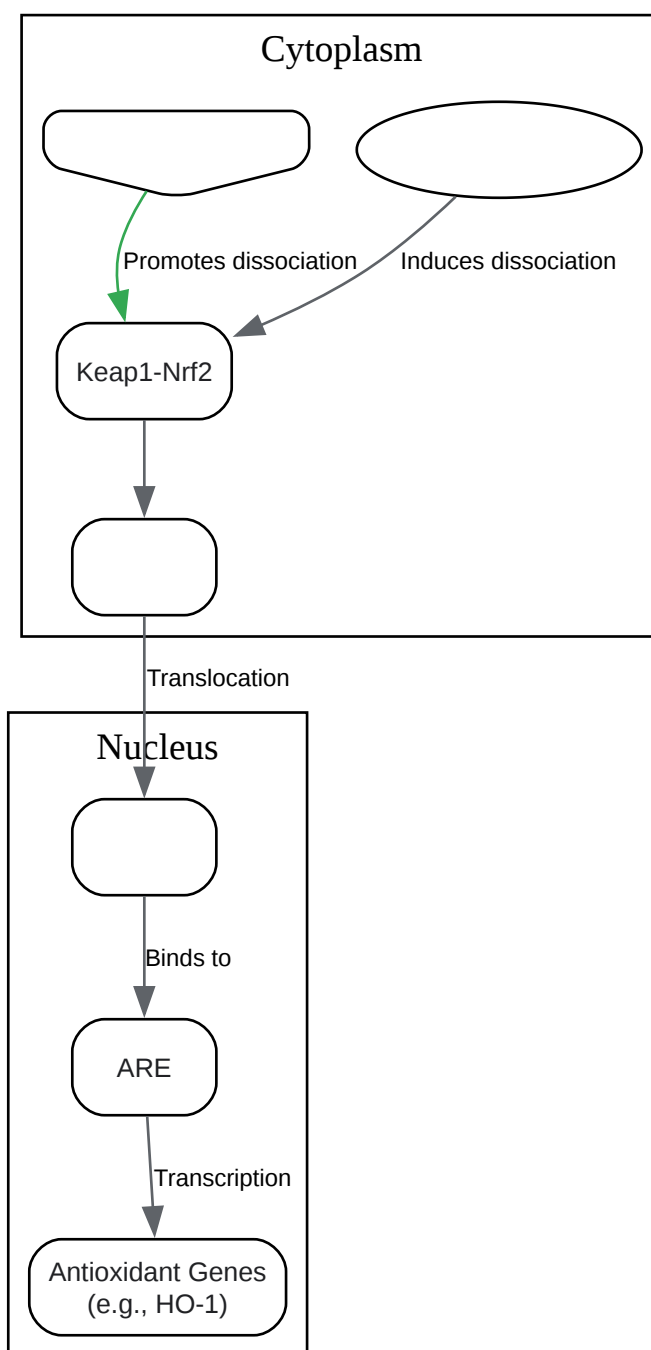 Cytoplasm
Promotes dissociation
Induces dissociation
Keap1-Nrf2
Translocation
Nucleus
Binds to
ARE
Transcription
Antioxidant Genes
(e.g., HO-1)